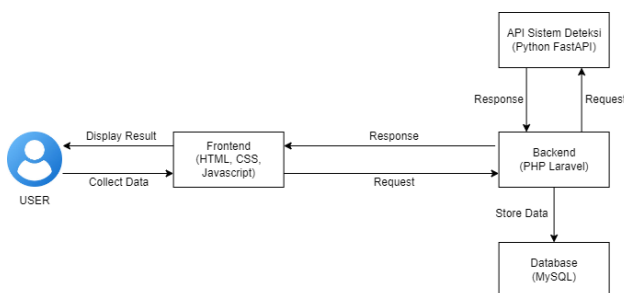 API Sistem Deteksi
(Python FastAPI)
Response
Request
Display Result
Frontend
(HTML, CSS,
Javascript)
Response
Backend
(PHP Laravel)
Collect Data
Request
USER
Store Data
Database
(MySQL)